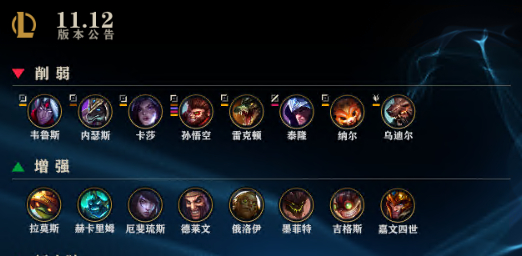 11.12
版本公告
削弱
韦鲁斯 内瑟斯 卡莎 孙悟空 雷克顿 泰隆 纳尔 乌迪尔
增强
拉莫斯 赫卡里姆 厄斐琉斯 德莱文 俄洛伊 墨菲特 吉格斯 嘉文四世